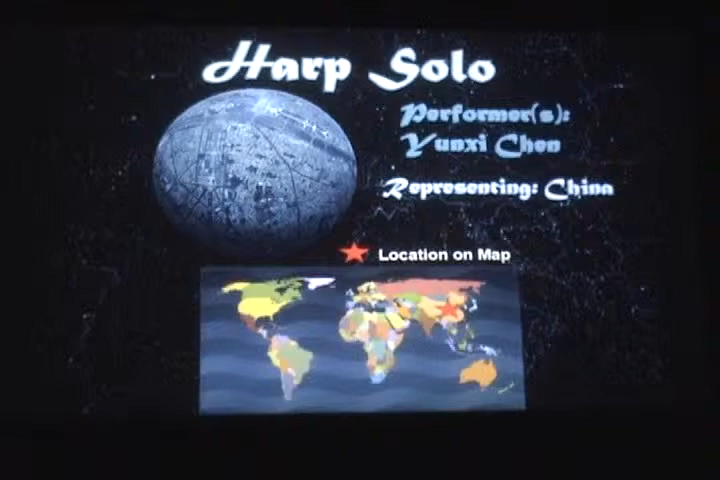 Harp Solo
Performer(s):
Yunxi Chen
Representing: China
Location on Map